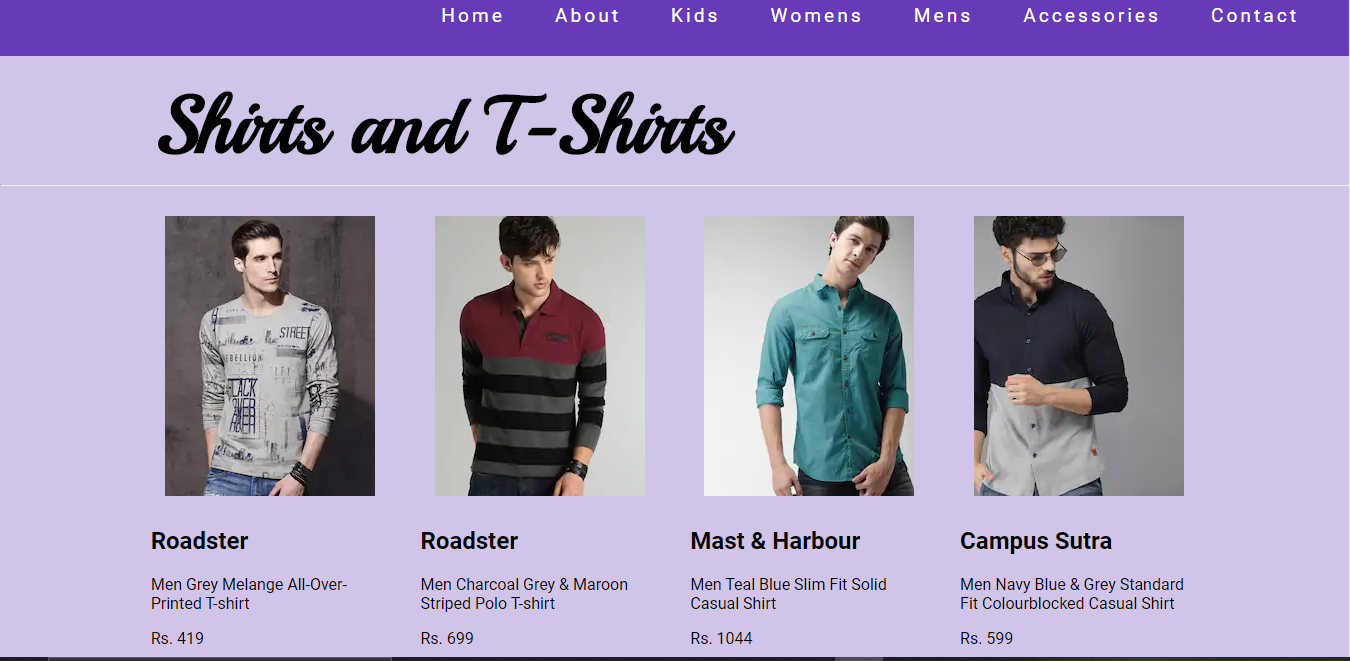 Home About Kids Womens Mens Accessories Contact
Shirts and T-Shirts
STREET
REBELLION
Roadster
Men Grey Melange All-Over-
Printed T-shirt
Rs. 419
Roadster
Men Charcoal Grey & Maroon
Striped Polo T-shirt
Rs. 699
Mast & Harbour
Men Teal Blue Slim Fit Solid
Casual Shirt
Rs. 1044
Campus Sutra
Men Navy Blue & Grey Standard
Fit Colourblocked Casual Shirt
Rs. 599